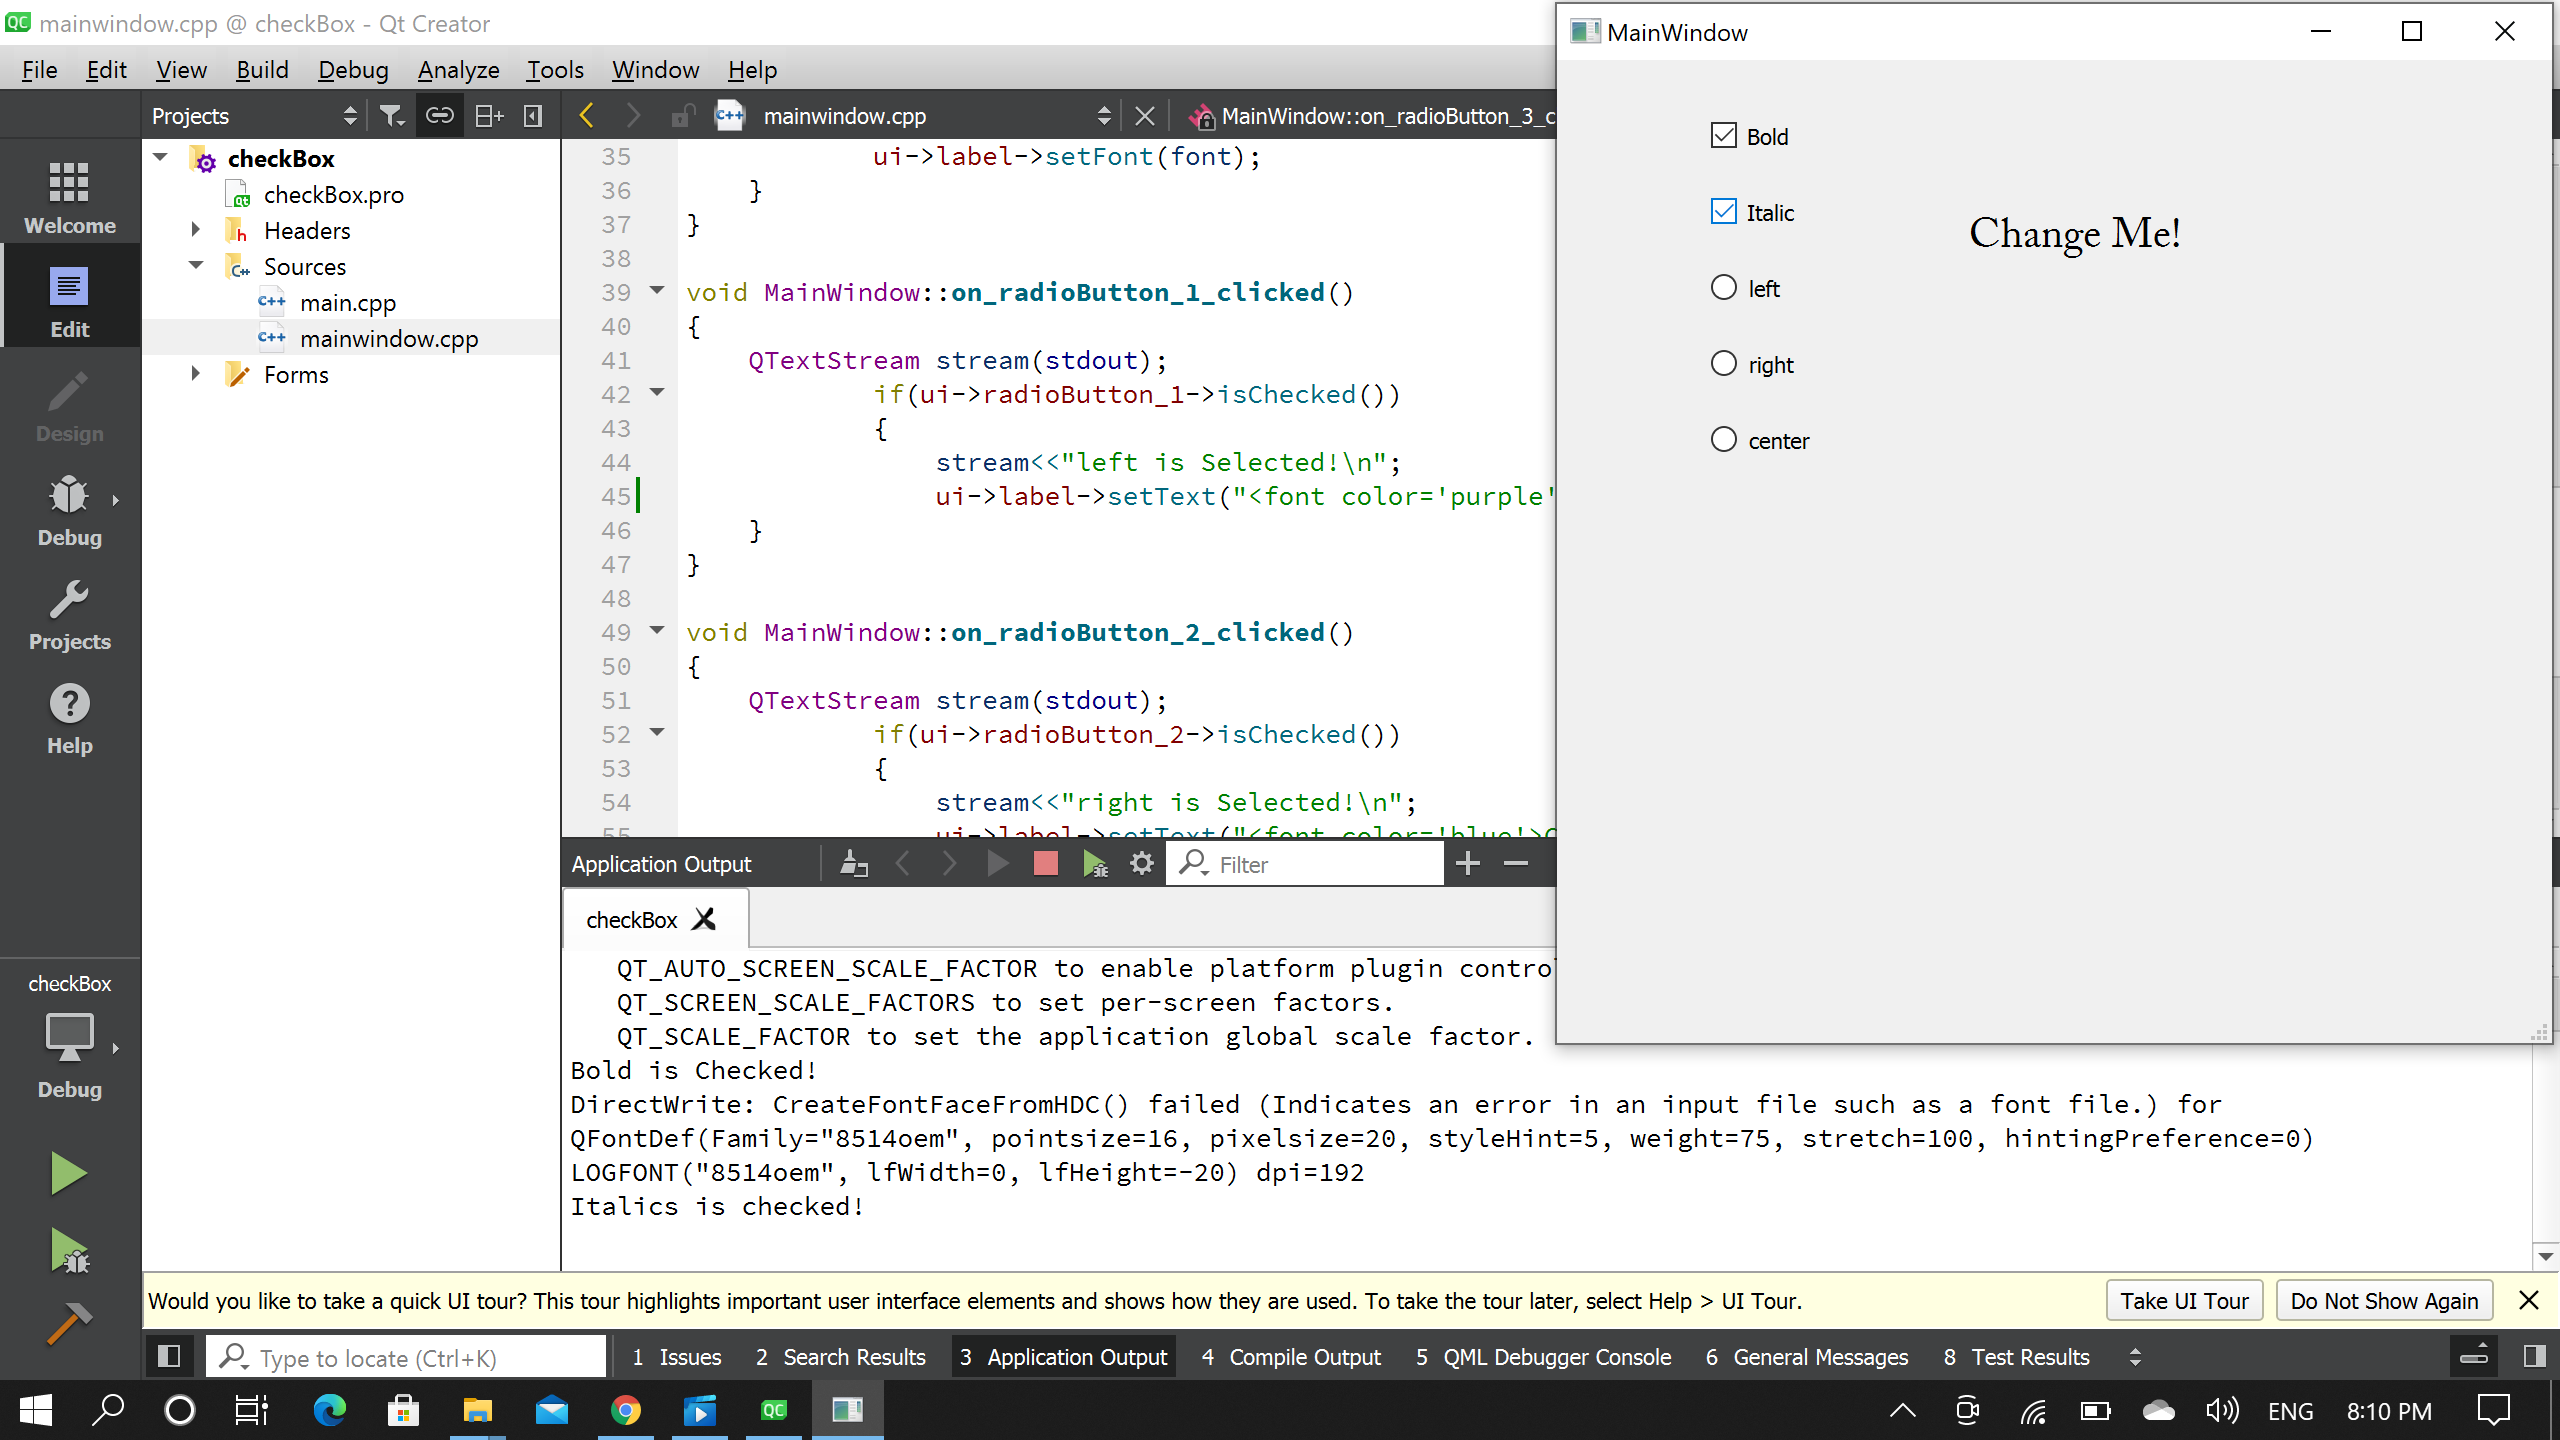 mainwindow.cpp @ checkBox - Qt Creator
File Edit View Build Debug Analyze Tools Window Help
Projects
mainwindow.cpp
MainWindow::on_radioButton_3_c
Welcome
Edit
Design
Debug
Projects
Help
checkBox
Debug
checkBox
checkBox.pro
Headers
Sources
main.cpp
mainwindow.cpp
Forms
35 ui->label->setFont(font);
36 }
37 }
38
39 void MainWindow::on_radioButton_1_clicked()
40 {
41 QTextStream stream(stdout);
42 if(ui->radioButton_1->isChecked())
43 {
44 stream<<"left is Selected!\n";
45 ui->label->setText("<font color='purple'
46 }
47 }
48
49 void MainWindow::on_radioButton_2_clicked()
50 {
51 QTextStream stream(stdout);
52 if(ui->radioButton_2->isChecked())
53 {
54 stream<<"right is Selected!\n";
55 ui->label->setText("<font color='blue'>C
MainWindow
Bold
Italic
left
right
center
Change Me!
Application Output
Filter
checkBox
QT_AUTO_SCREEN_SCALE_FACTOR to enable platform plugin control
QT_SCREEN_SCALE_FACTORS to set per-screen factors.
QT_SCALE_FACTOR to set the application global scale factor.
Bold is Checked!
DirectWrite: CreateFontFaceFromHDC() failed (Indicates an error in an input file such as a font file.) for
QFontDef(Family="8514oem", pointsize=16, pixelsize=20, styleHint=5, weight=75, stretch=100, hintingPreference=0)
LOGFONT("8514oem", lfWidth=0, lfHeight=-20) dpi=192
Italics is checked!
Would you like to take a quick UI tour? This tour highlights important user interface elements and shows how they are used. To take the tour later, select Help > UI Tour.
Take UI Tour
Do Not Show Again
Type to locate (Ctrl+K)
1 Issues 2 Search Results 3 Application Output 4 Compile Output 5 QML Debugger Console 6 General Messages 8 Test Results
ENG 8:10 PM